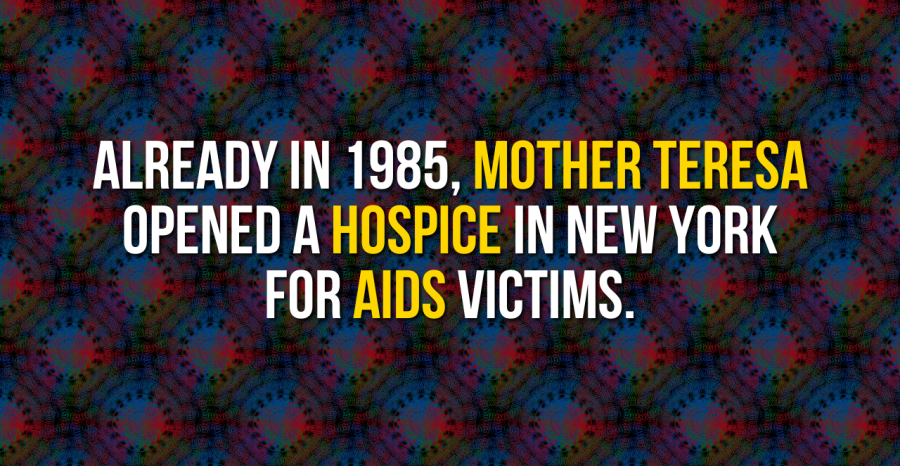 ALREADY IN 1985, MOTHER TERESA
OPENED A HOSPICE IN NEW YORK
FOR AIDS VICTIMS.